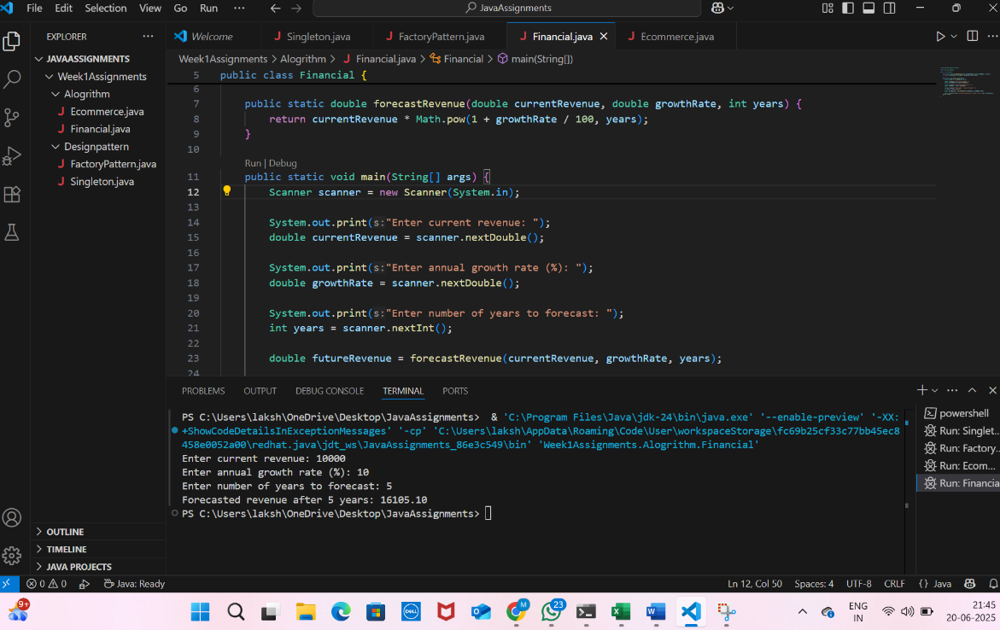 File Edit Selection View Go Run ··· JavaAssignments
EXPLORER ···
Welcome Singleton.java FactoryPattern.java Financial.java Ecommerce.java
JAVAASSIGNMENTS
Week1Assignments
Alogrithm
Ecommerce.java
Financial.java
Designpattern
FactoryPattern.java
Singleton.java
OUTLINE
TIMELINE
JAVA PROJECTS
Week1Assignments > Alogrithm > Financial.java > Financial > main(String[])
5 public class Financial {
6
7 public static double forecastRevenue(double currentRevenue, double growthRate, int years) {
8 return currentRevenue * Math.pow(1 + growthRate / 100, years);
9 }
10
Run | Debug
11 public static void main(String[] args) {
12 Scanner scanner = new Scanner(System.in);
13
14 System.out.print(s:"Enter current revenue: ");
15 double currentRevenue = scanner.nextDouble();
16
17 System.out.print(s:"Enter annual growth rate (%): ");
18 double growthRate = scanner.nextDouble();
19
20 System.out.print(s:"Enter number of years to forecast: ");
21 int years = scanner.nextInt();
22
23 double futureRevenue = forecastRevenue(currentRevenue, growthRate, years);
24
PROBLEMS OUTPUT DEBUG CONSOLE TERMINAL PORTS
PS C:\Users\laksh\OneDrive\Desktop\JavaAssignments> & 'C:\Program Files\Java\jdk-24\bin\java.exe' '--enable-preview' '-XX:
+ShowCodeDetailsInExceptionMessages' '-cp' 'C:\Users\laksh\AppData\Roaming\Code\User\workspaceStorage\fc69b25cf33c77bb45ec8
458e0052a00\redhat.java\jdt_ws\JavaAssignments_86e3c549\bin' 'Week1Assignments.Alogrithm.Financial'
Enter current revenue: 10000
Enter annual growth rate (%): 10
Enter number of years to forecast: 5
Forecasted revenue after 5 years: 16105.10
PS C:\Users\laksh\OneDrive\Desktop\JavaAssignments>
powershell
Run: Singlet...
Run: Factory...
Run: Ecom...
Run: Financia
0 0 Java: Ready Ln 12, Col 50 Spaces: 4 UTF-8 CRLF {} Java
9+ DELL M 23 ENG
IN
21:45
20-06-2025